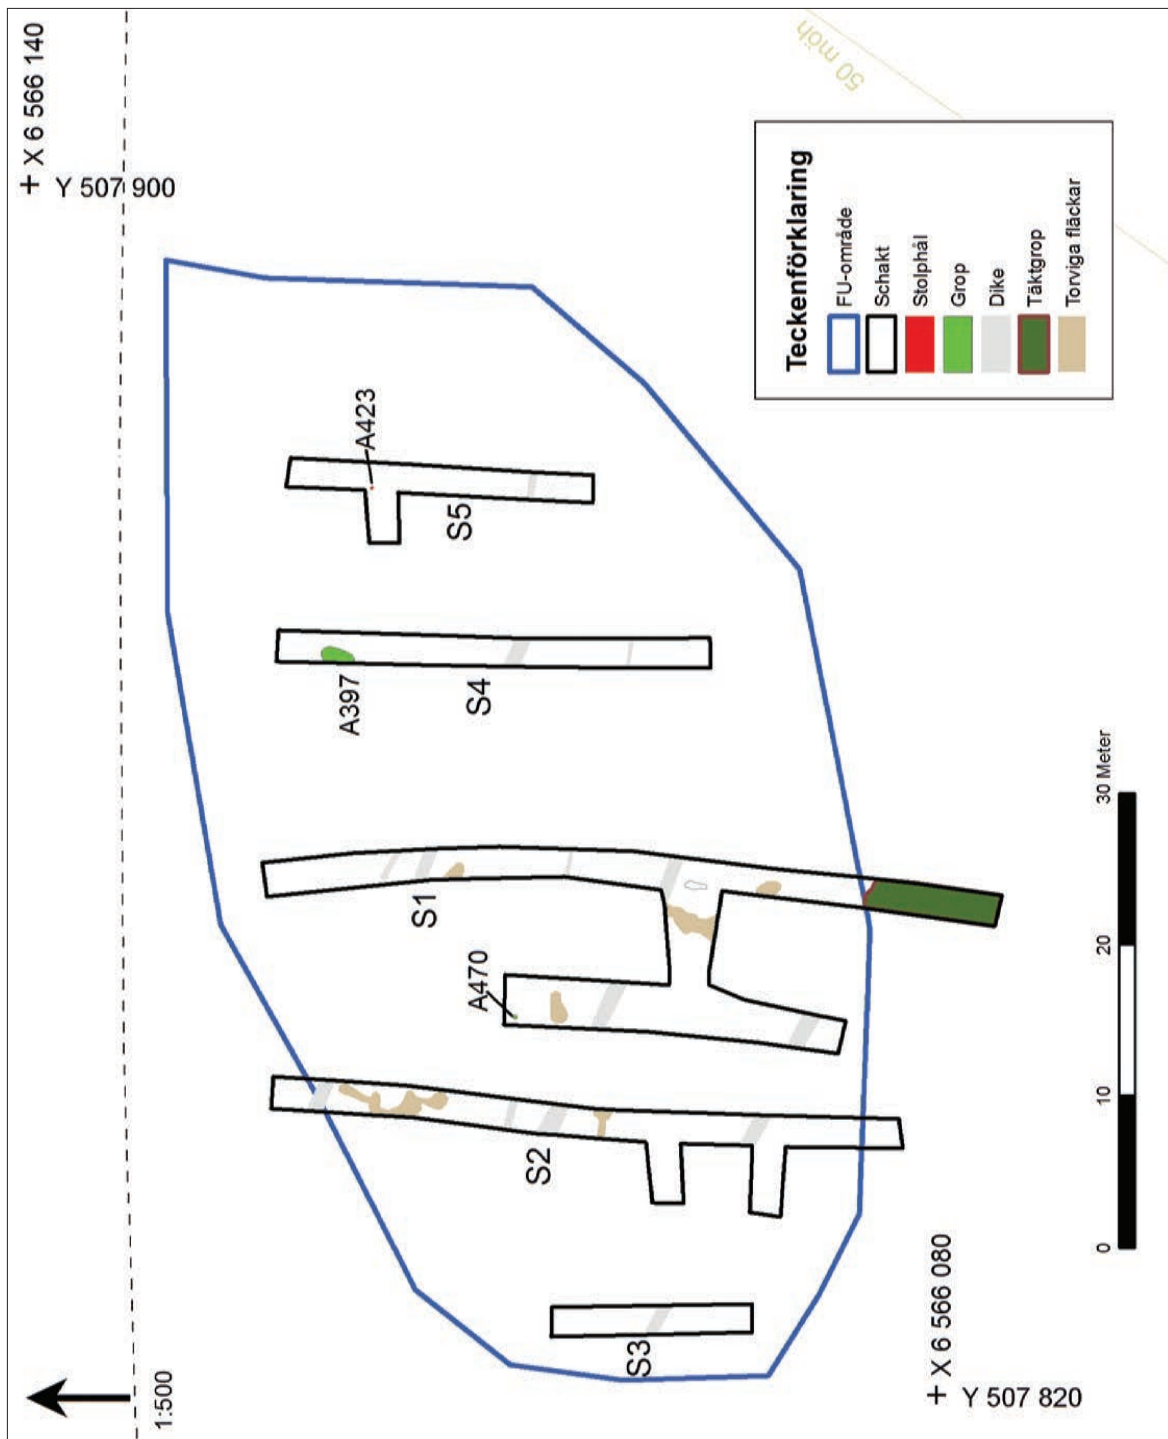 + X 6 566 140
Y 507 900
50 möh
A423
S5
A397
S4
S1
A470
S2
S3
Teckenförklaring
FU-område
Schakt
Stolphål
Grop
Dike
Täktgrop
Torviga fläckar
0 10 20 30 Meter
+ X 6 566 080
Y 507 820
1:500